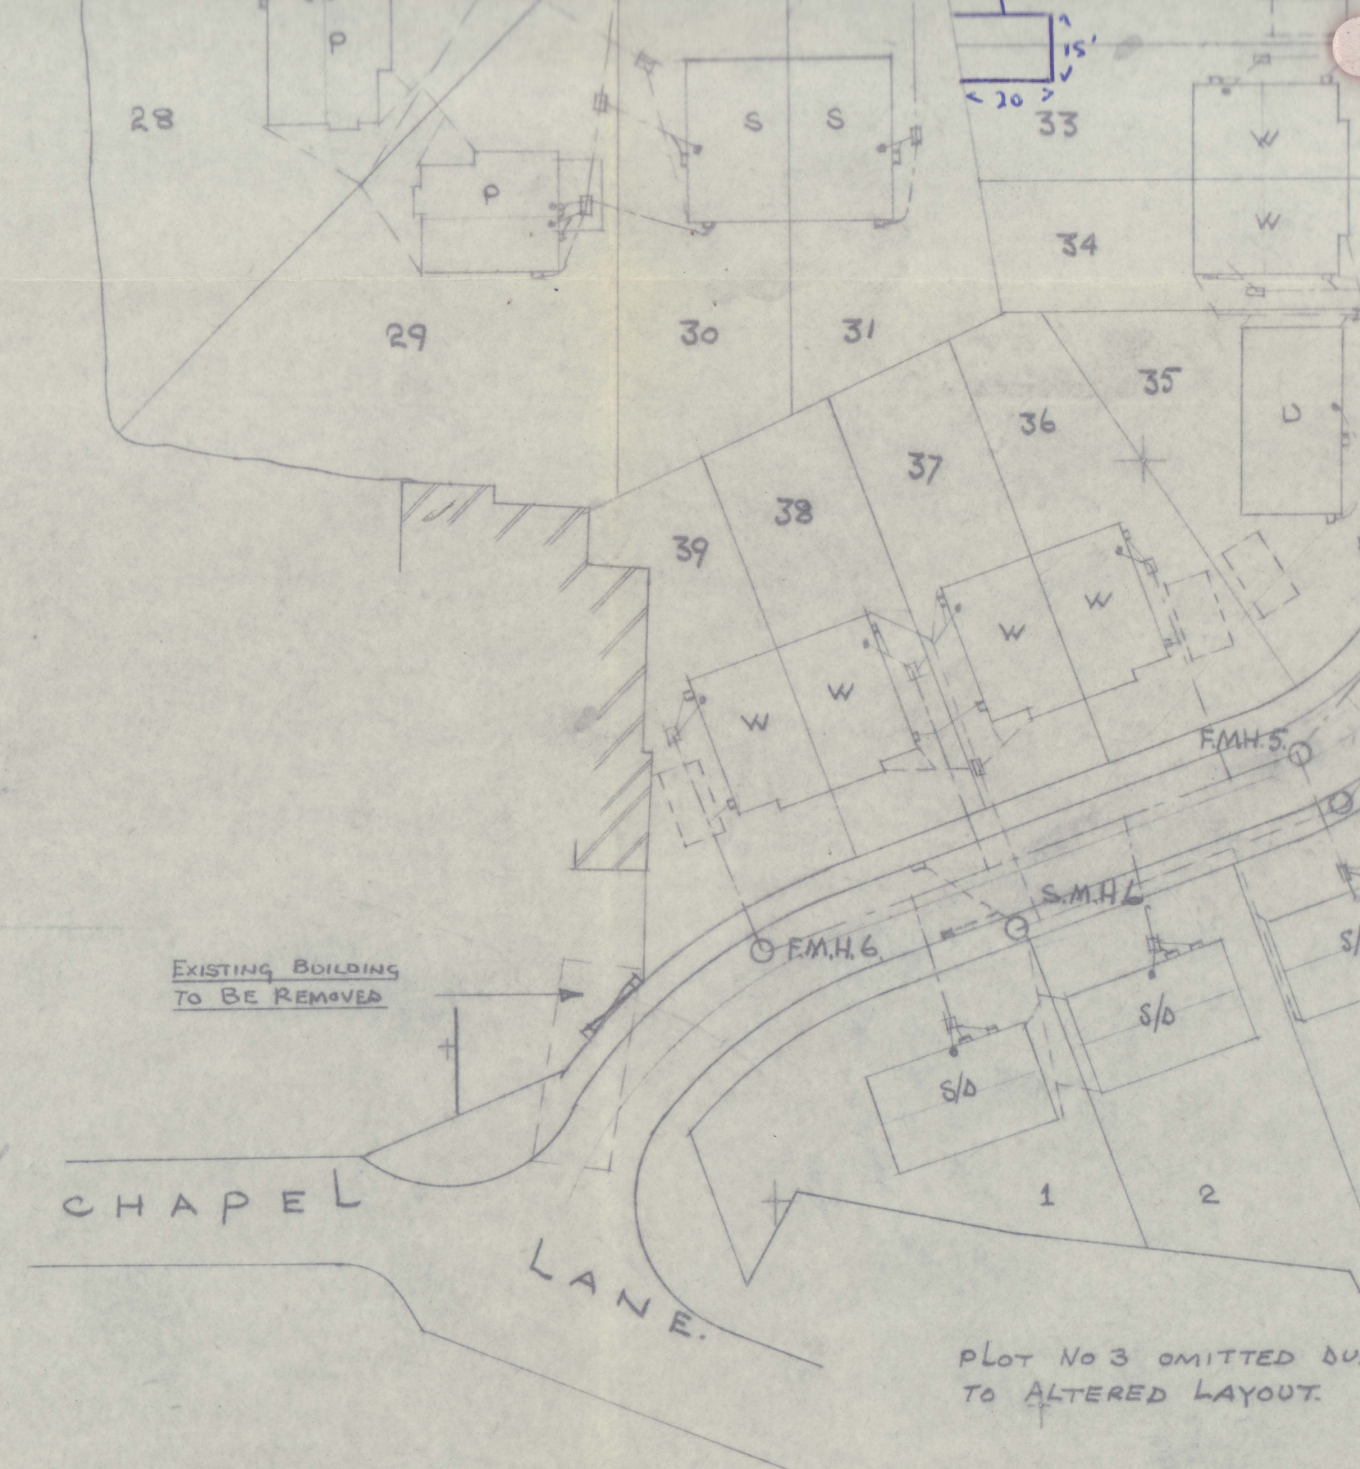 P
15'
20
28
S S
33
W
P
W
34
29
30
31
35
36
U
37
38
39
W
W
W
W
F.M.H.5.
S.M.H.6
F.M.H.6.
S/
EXISTING BUILDING
TO BE REMOVED
S/D
S/D
CHAPEL
LANE.
1
2
PLOT NO 3 OMITTED DU
TO ALTERED LAYOUT.